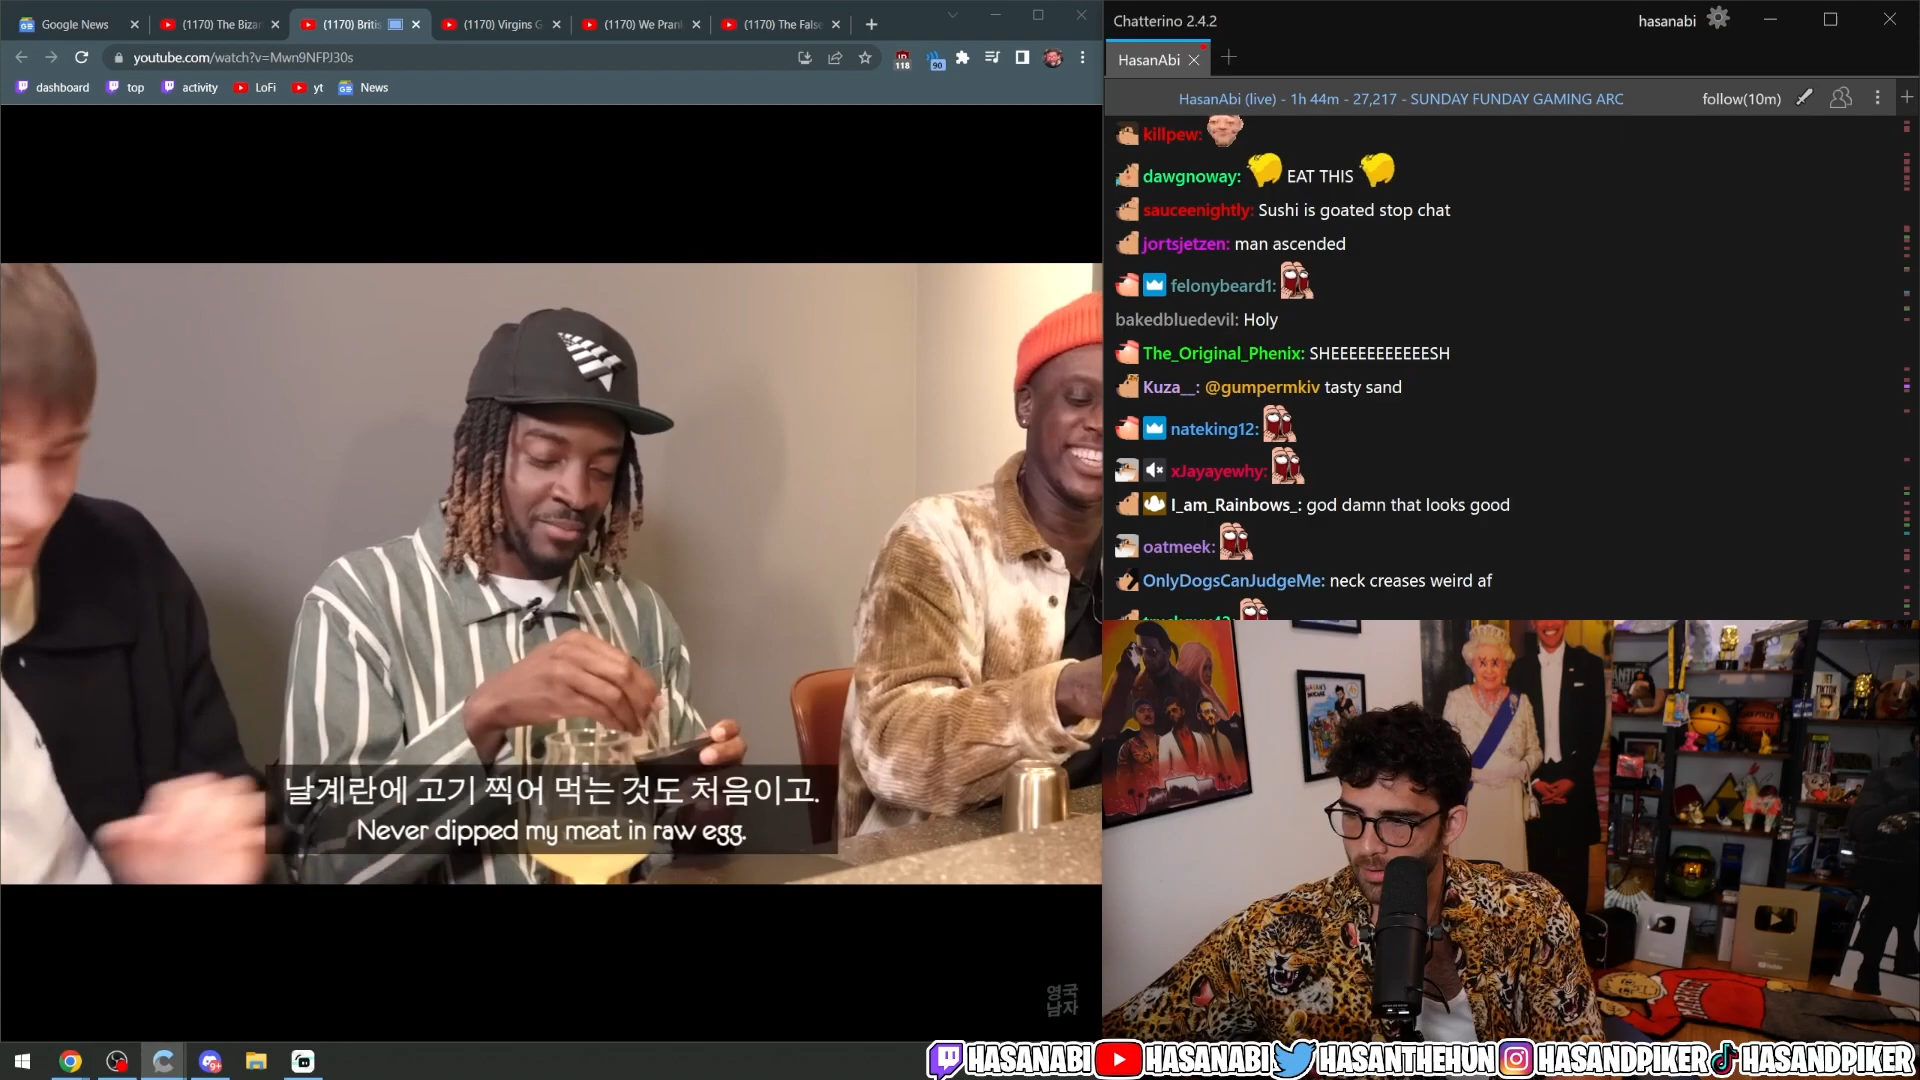 Google News
(1170) The Bizar
(1170) Britis
(1170) Virgins G
(1170) We Prank
(1170) The False
youtube.com/watch?v=Mwn9NFPJ30s
118
90
dashboard
top
activity
LoFi
yt
News
날계란에 고기 찍어 먹는 것도 처음이고.
Never dipped my meat in raw egg.
영국
남자
Chatterino 2.4.2
hasanabi
HasanAbi
HasanAbi (live) - 1h 44m - 27,217 - SUNDAY FUNDAY GAMING ARC
follow(10m)
killpew:
dawgnoway: EAT THIS
sauceenightly: Sushi is goated stop chat
jortsjetzen: man ascended
felonybeard1:
bakedbluedevil: Holy
The_Original_Phenix: SHEEEEEEEEEEESH
Kuza__: @gumpermkiv tasty sand
nateking12:
xJayayewhy:
I_am_Rainbows_: god damn that looks good
oatmeek:
OnlyDogsCanJudgeMe: neck creases weird af
9+
HASANABI
HASANABI
HASANTHEHUN
HASANDPIKER
HASANDPIKER